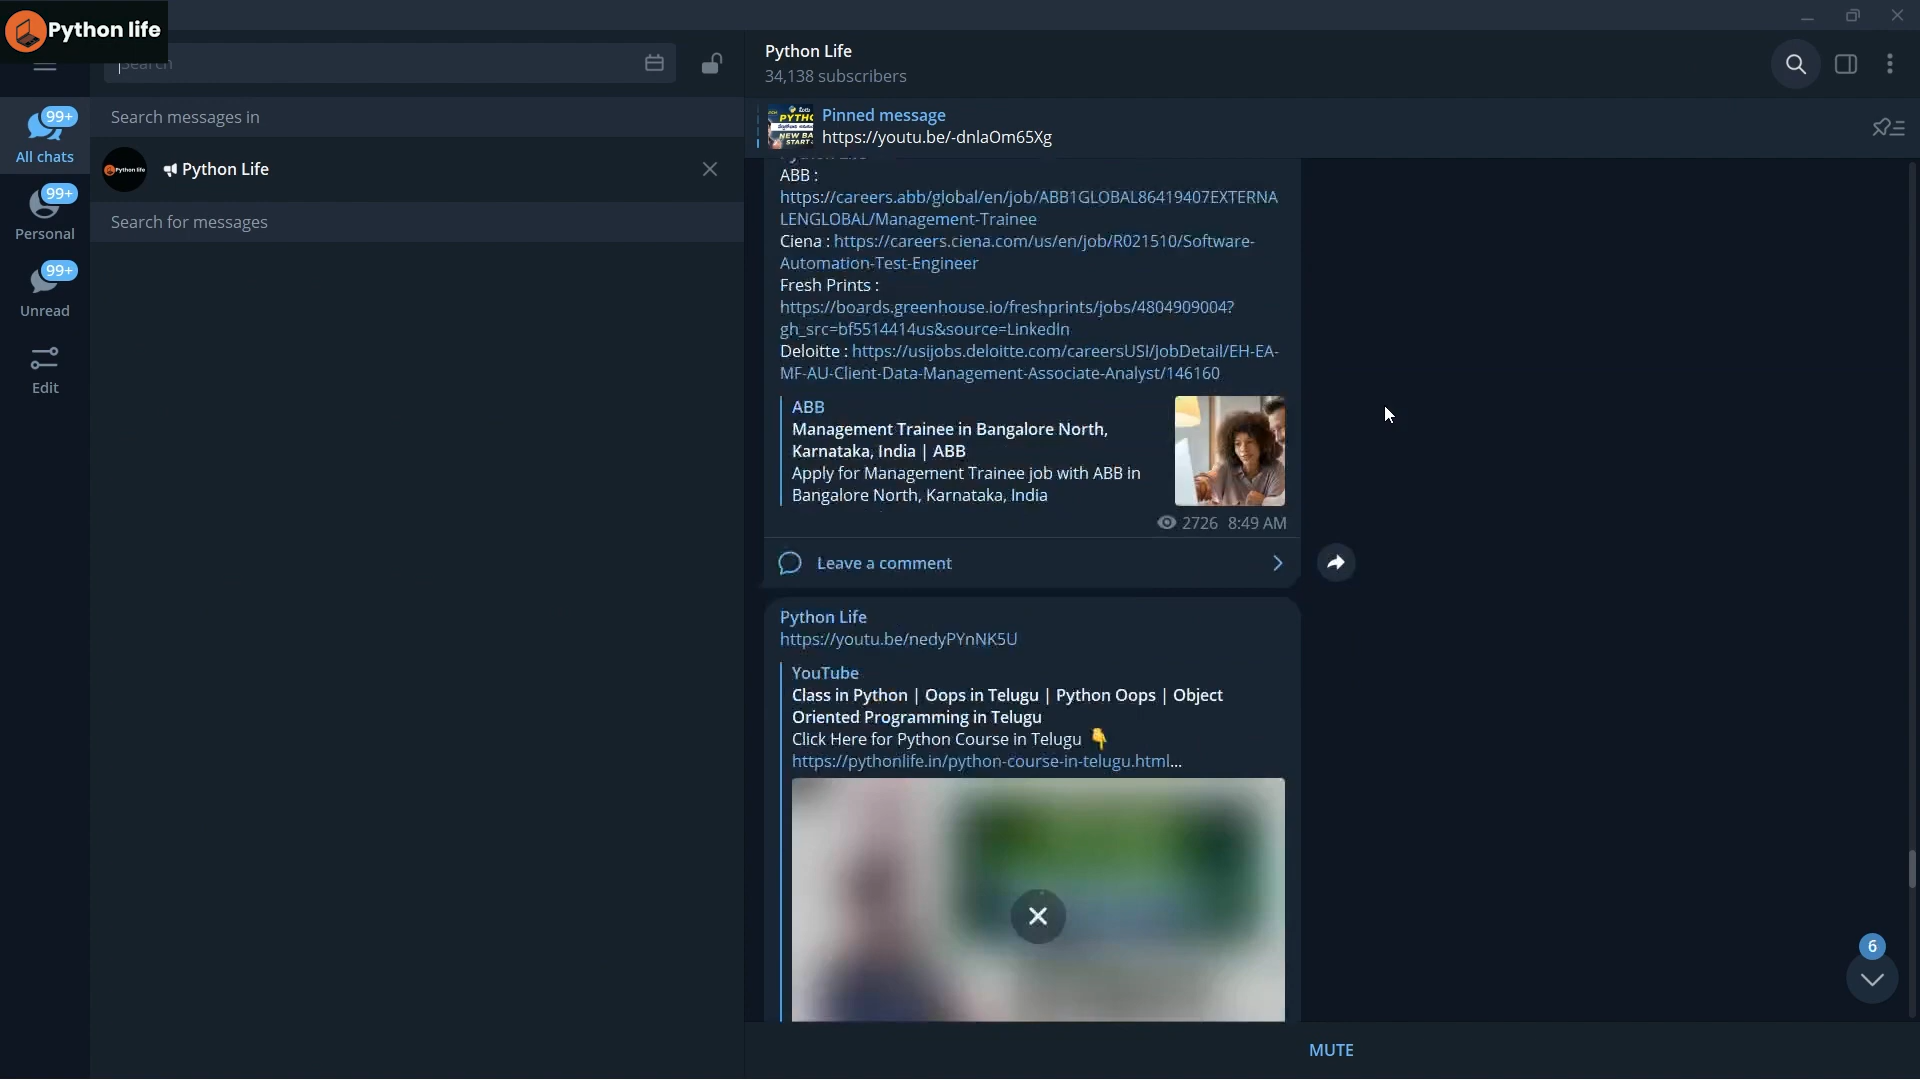 Python life
Search
Python Life
34,138 subscribers
99+
All chats
99+
Personal
99+
Unread
Edit
Search messages in
Python Life
Search for messages
PYTHO
NEW BA
START
Pinned message
https://youtu.be/-dnlaOm65Xg
ABB :
https://careers.abb/global/en/job/ABB1GLOBAL86419407EXTERNA
LENGLOBAL/Management-Trainee
Ciena : https://careers.ciena.com/us/en/job/R021510/Software-
Automation-Test-Engineer
Fresh Prints :
https://boards.greenhouse.io/freshprints/jobs/4804909004?
gh_src=bf5514414us&source=LinkedIn
Deloitte : https://usijobs.deloitte.com/careersUSI/JobDetail/EH-EA-
MF-AU-Client-Data-Management-Associate-Analyst/146160
ABB
Management Trainee in Bangalore North,
Karnataka, India | ABB
Apply for Management Trainee job with ABB in
Bangalore North, Karnataka, India
2726 8:49 AM
Leave a comment
Python Life
https://youtu.be/nedyPYnNK5U
YouTube
Class in Python | Oops in Telugu | Python Oops | Object
Oriented Programming in Telugu
Click Here for Python Course in Telugu 👇
https://pythonlife.in/python-course-in-telugu.html...
6
MUTE